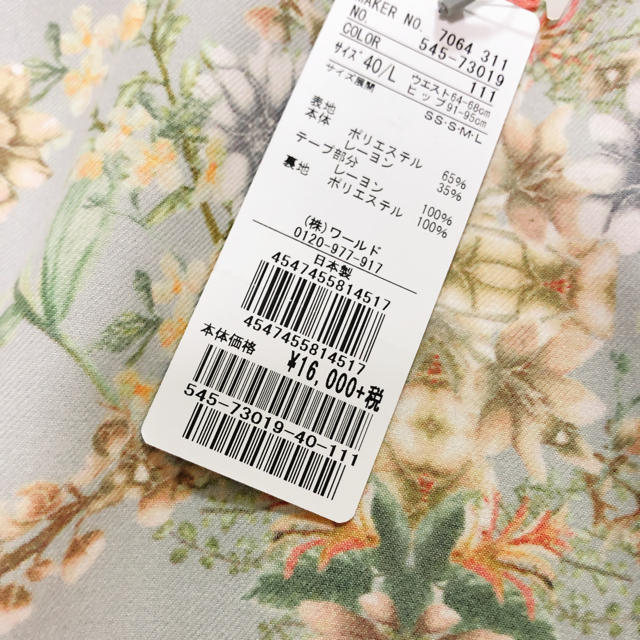 MAKER NO. 7064 311
NO. 545-73019
COLOR 111
サイズ 40/L ウエスト64-68cm
ヒップ91-95cm
サイズ展開 SS・S・M・L
表地
本体 ポリエステル 65%
レーヨン 35%
テープ部分
レーヨン 100%
裏地 ポリエステル 100%
(株)ワールド
0120-977-917
日本製
4547455814517
4547455814517
本体価格 ¥16,000+税
545-73019-40-111